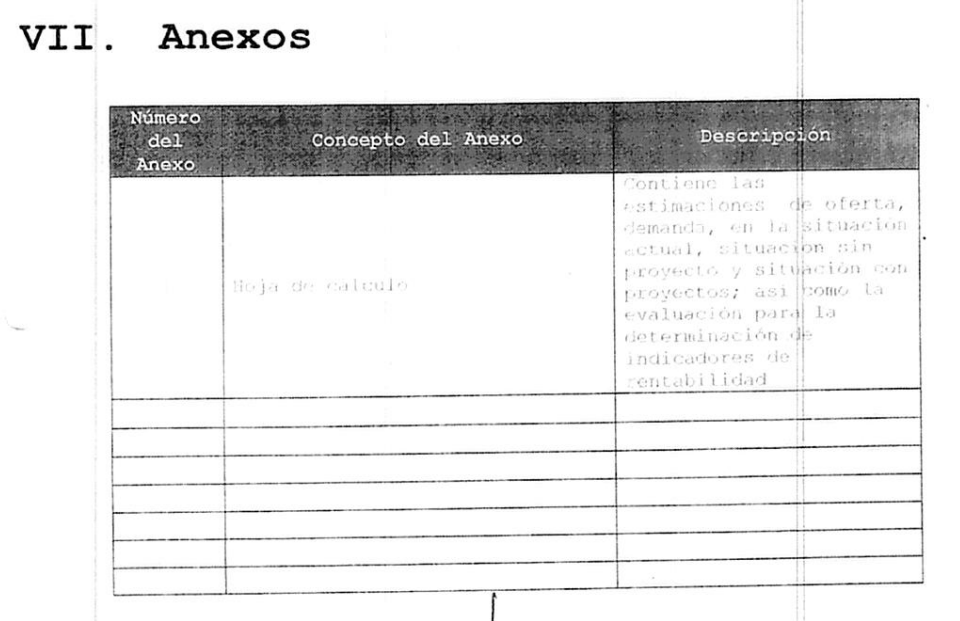 VII. Anexos
Número
del
Anexo
Concepto del Anexo
Descripción
Hoja de calculo
Contiene las
estimaciones de oferta,
demanda, en la situación
actual, situación sin
proyecto y situación con
proyectos; asi como la
evaluación para la
determinación de
indicadores de
rentabilidad